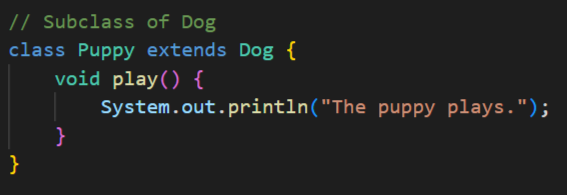 // Subclass of Dog
class Puppy extends Dog {
    void play() {
        System.out.println("The puppy plays.");
    }
}